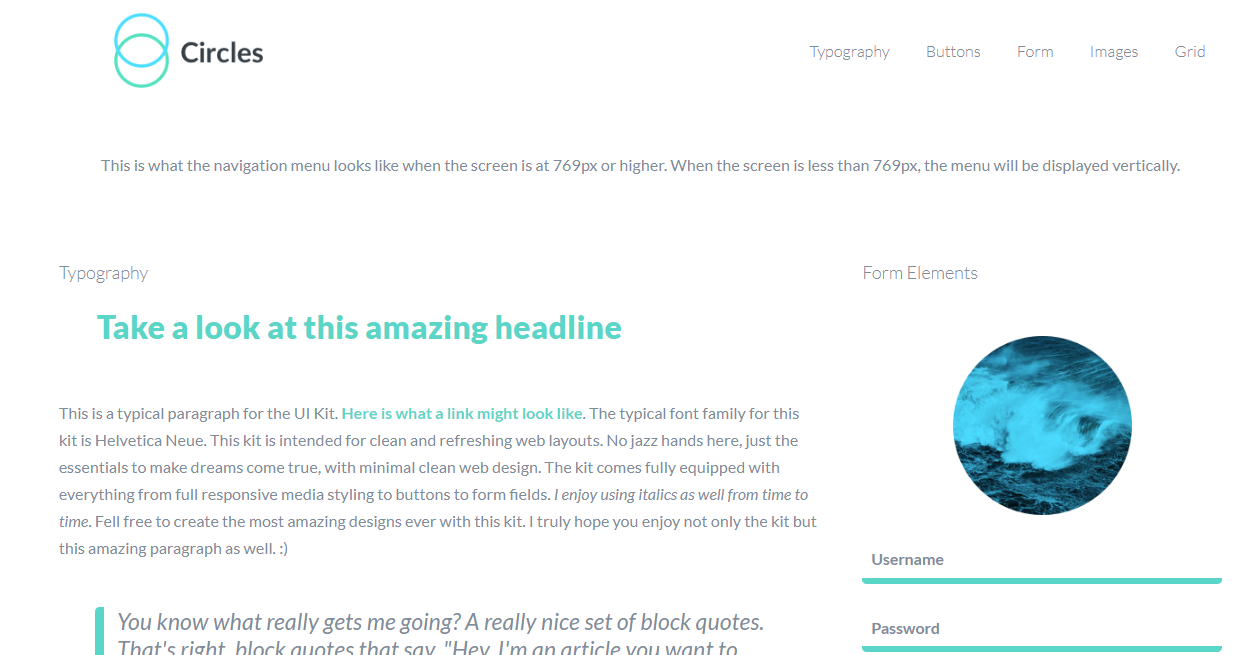 Circles
Typography Buttons Form Images Grid
This is what the navigation menu looks like when the screen is at 769px or higher. When the screen is less than 769px, the menu will be displayed vertically.
Typography
Take a look at this amazing headline
This is a typical paragraph for the UI Kit. Here is what a link might look like. The typical font family for this
kit is Helvetica Neue. This kit is intended for clean and refreshing web layouts. No jazz hands here, just the
essentials to make dreams come true, with minimal clean web design. The kit comes fully equipped with
everything from full responsive media styling to buttons to form fields. I enjoy using italics as well from time to
time. Fell free to create the most amazing designs ever with this kit. I truly hope you enjoy not only the kit but
this amazing paragraph as well. :)
You know what really gets me going? A really nice set of block quotes.
That's right, block quotes that say, "Hey, I'm an article you want to
Form Elements
Username
Password